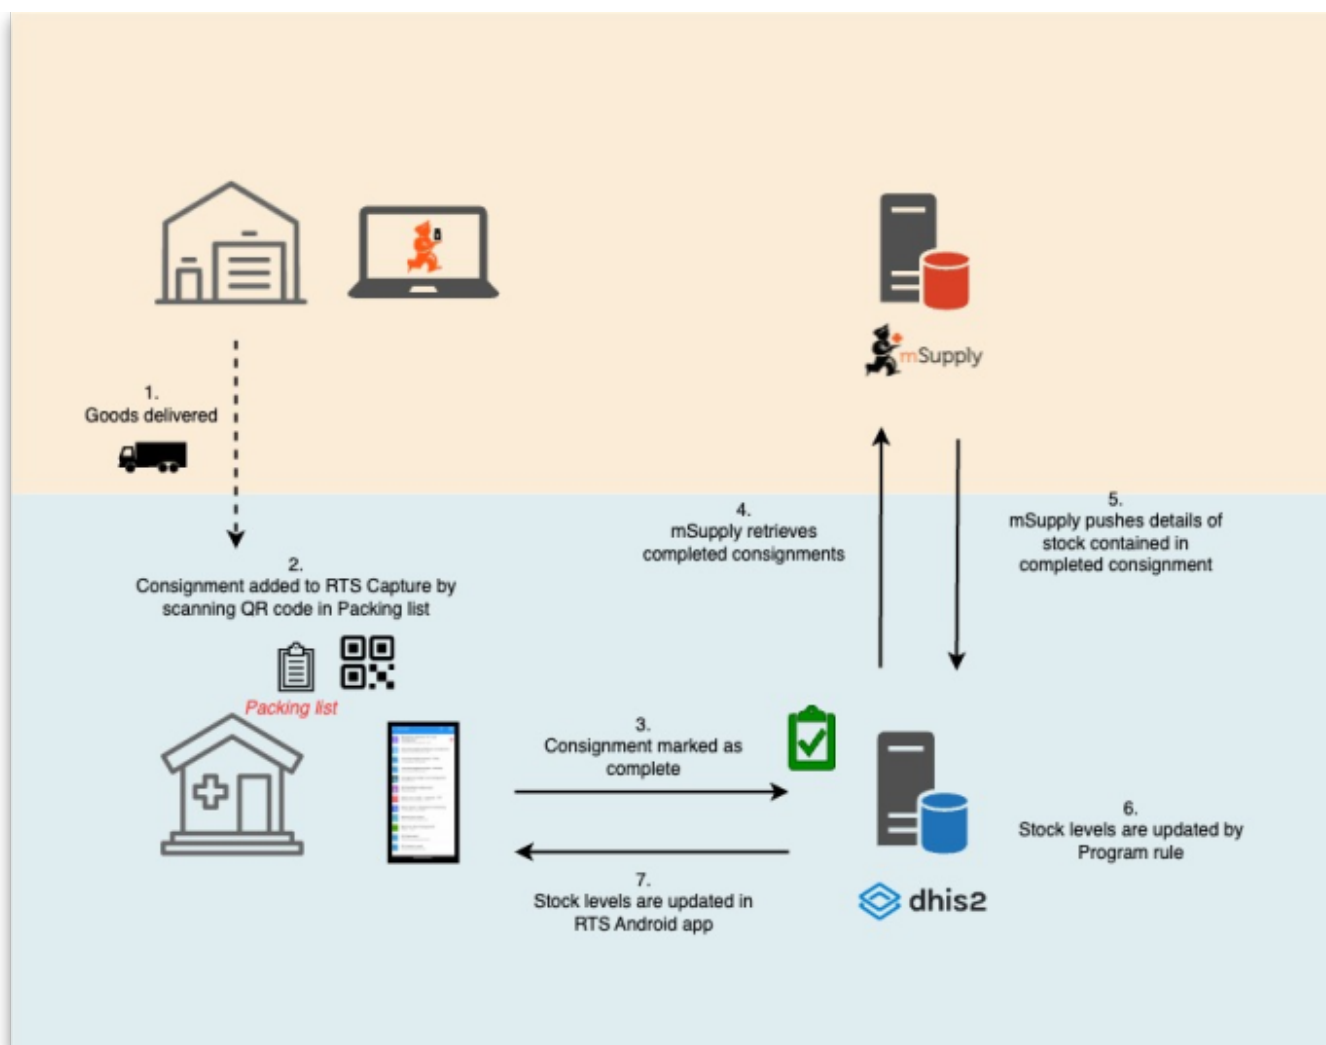 mSupply
1.
Goods delivered
4.
mSupply retrieves
completed consignments
5.
mSupply pushes details of
stock contained in
completed consignment
2.
Consignment added to RTS Capture by
scanning QR code in Packing list
Packing list
3.
Consignment marked as
complete
6.
Stock levels are updated by
Program rule
7.
Stock levels are updated in
RTS Android app
dhis2